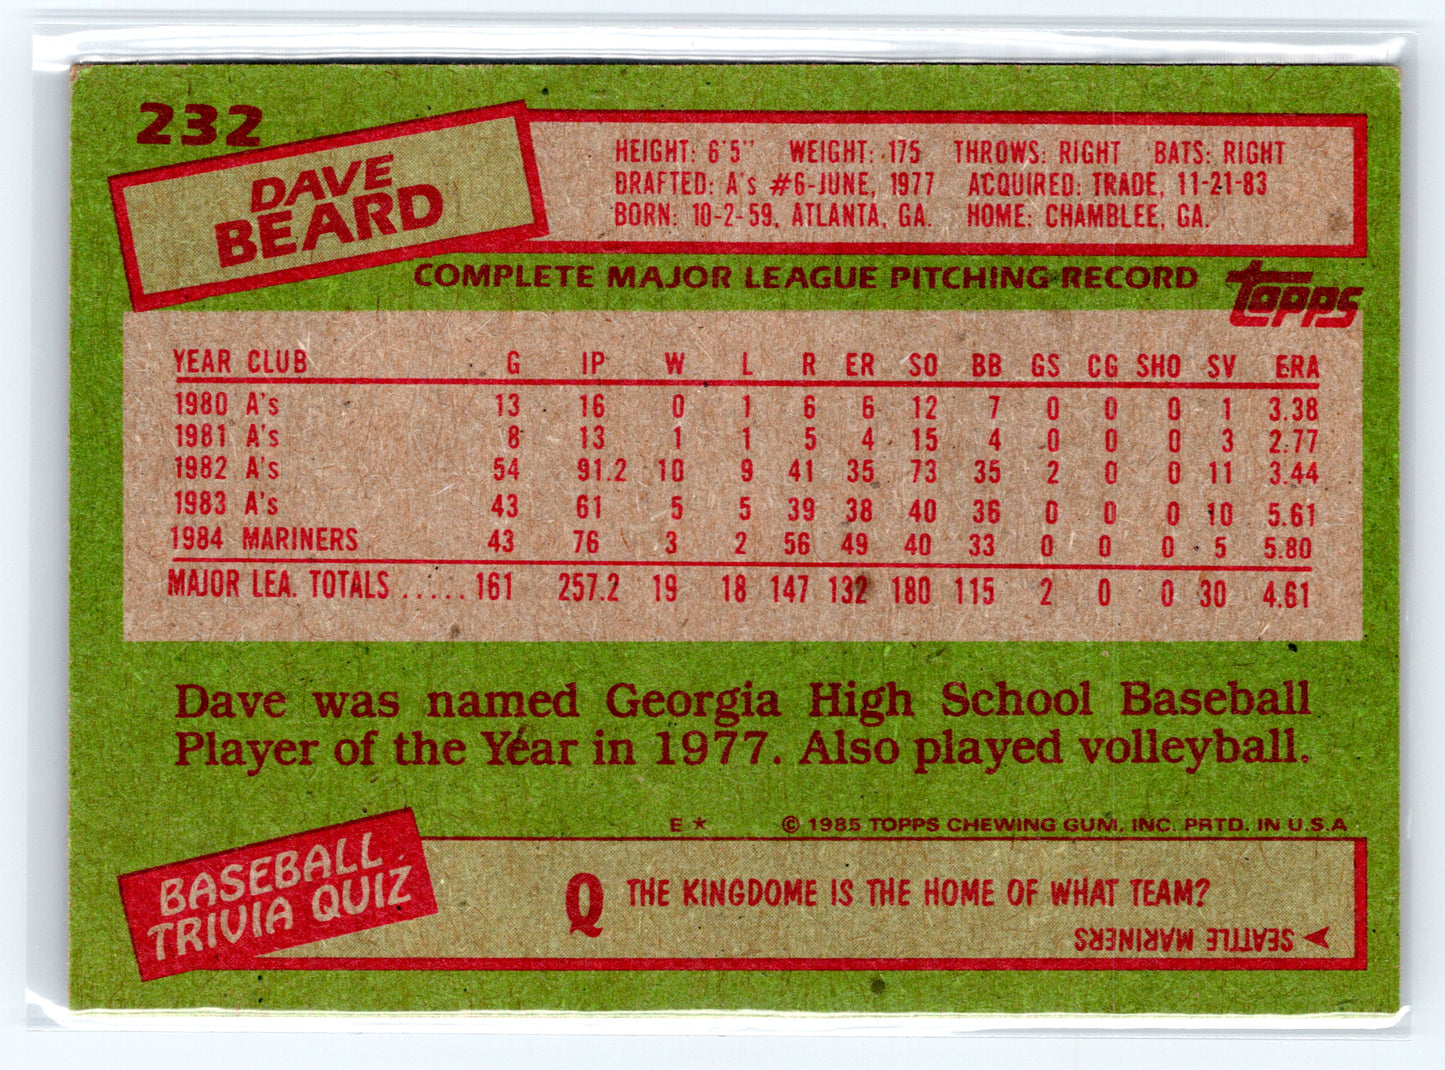 232
DAVE
BEARD
HEIGHT: 6'5" WEIGHT: 175 THROWS: RIGHT BATS: RIGHT
DRAFTED: A's #6-JUNE, 1977 ACQUIRED: TRADE, 11-21-83
BORN: 10-2-59, ATLANTA, GA. HOME: CHAMBLEE, GA.
COMPLETE MAJOR LEAGUE PITCHING RECORD
topps
YEAR CLUB G IP W L R ER SO BB GS CG SHO SV ERA
1980 A's 13 16 0 1 6 6 12 7 0 0 0 1 3.38
1981 A's 8 13 1 1 5 4 15 4 0 0 0 3 2.77
1982 A's 54 91.2 10 9 41 35 73 35 2 0 0 11 3.44
1983 A's 43 61 5 5 39 38 40 36 0 0 0 10 5.61
1984 MARINERS 43 76 3 2 56 49 40 33 0 0 0 5 5.80
MAJOR LEA. TOTALS ..... 161 257.2 19 18 147 132 180 115 2 0 0 30 4.61
Dave was named Georgia High School Baseball
Player of the Year in 1977. Also played volleyball.
E ★ © 1985 TOPPS CHEWING GUM, INC. PRTD. IN U.S.A
BASEBALL
TRIVIA QUIZ
Q THE KINGDOME IS THE HOME OF WHAT TEAM?
SEATTLE MARINERS